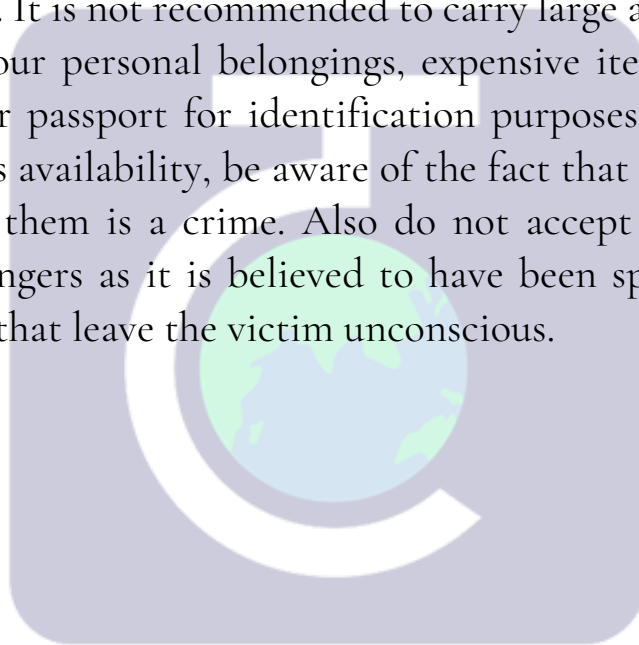 . It is not recommended to carry large a
our personal belongings, expensive ite
r passport for identification purposes
s availability, be aware of the fact that
them is a crime. Also do not accept
ngers as it is believed to have been sp
that leave the victim unconscious.